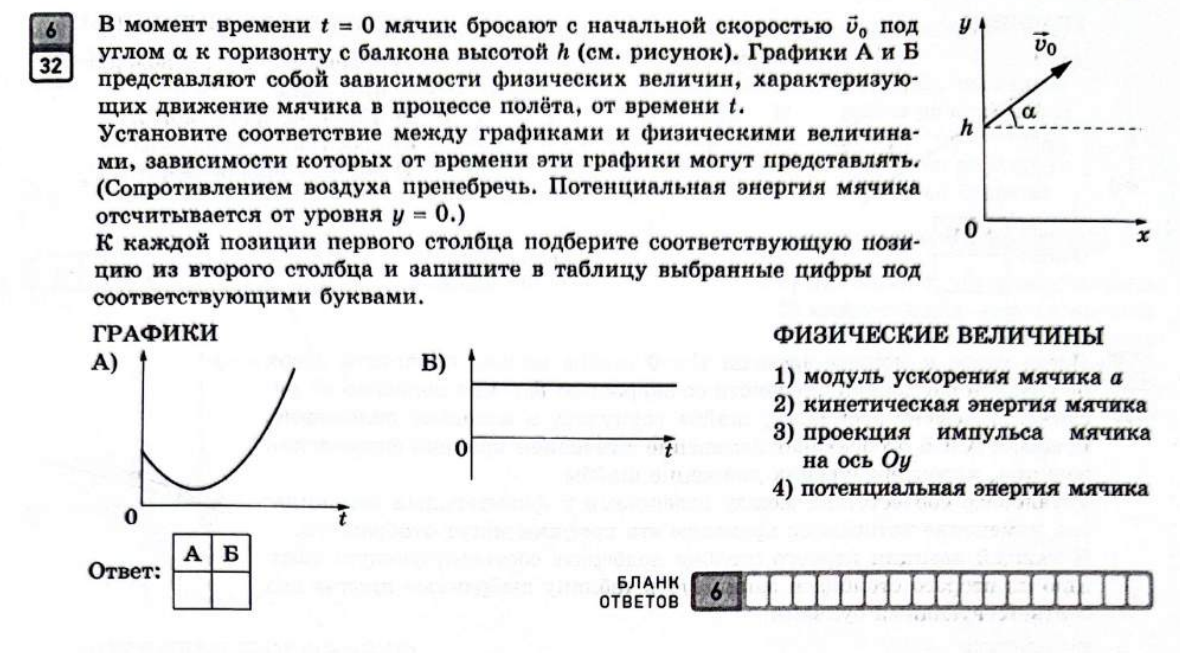 6
32
В момент времени t = 0 мячик бросают с начальной скоростью v⃗₀ под
углом α к горизонту с балкона высотой h (см. рисунок). Графики А и Б
представляют собой зависимости физических величин, характеризую-
щих движение мячика в процессе полёта, от времени t.
Установите соответствие между графиками и физическими величина-
ми, зависимости которых от времени эти графики могут представлять.
(Сопротивлением воздуха пренебречь. Потенциальная энергия мячика
отсчитывается от уровня y = 0.)
К каждой позиции первого столбца подберите соответствующую пози-
цию из второго столбца и запишите в таблицу выбранные цифры под
соответствующими буквами.
y
v⃗₀
α
h
0
x
ГРАФИКИ
А)
0
t
Б)
0
t
ФИЗИЧЕСКИЕ ВЕЛИЧИНЫ
1) модуль ускорения мячика a
2) кинетическая энергия мячика
3) проекция импульса мячика
на ось Oy
4) потенциальная энергия мячика
Ответ:
А Б
БЛАНК
ОТВЕТОВ
6